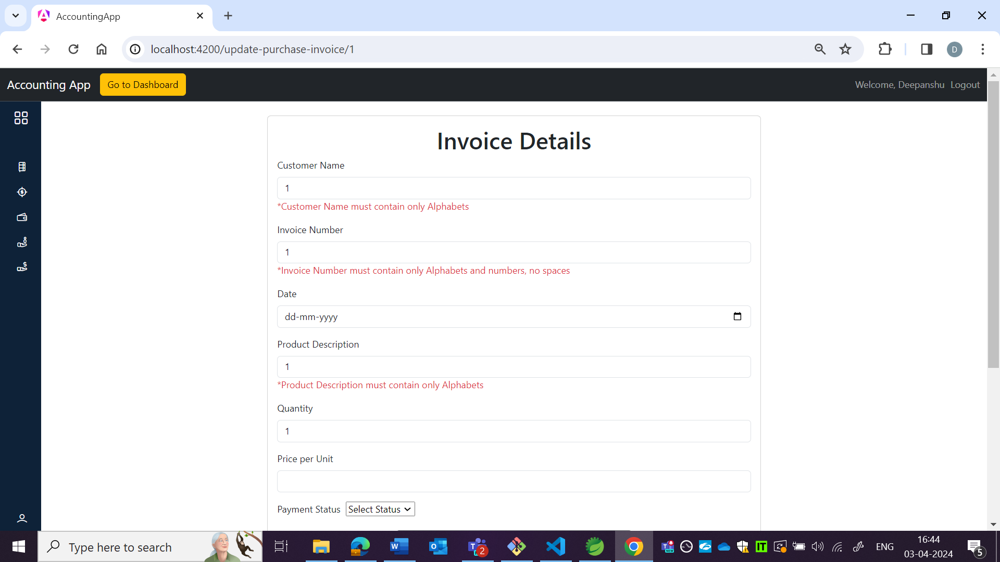 AccountingApp
localhost:4200/update-purchase-invoice/1
D
Accounting App
Go to Dashboard
Welcome, Deepanshu
Logout
Invoice Details
Customer Name
1
*Customer Name must contain only Alphabets
Invoice Number
1
*Invoice Number must contain only Alphabets and numbers, no spaces
Date
dd-mm-yyyy
Product Description
1
*Product Description must contain only Alphabets
Quantity
1
Price per Unit
Payment Status
Select Status
Type here to search
2
NEW
IT
ENG
16:44
03-04-2024
5